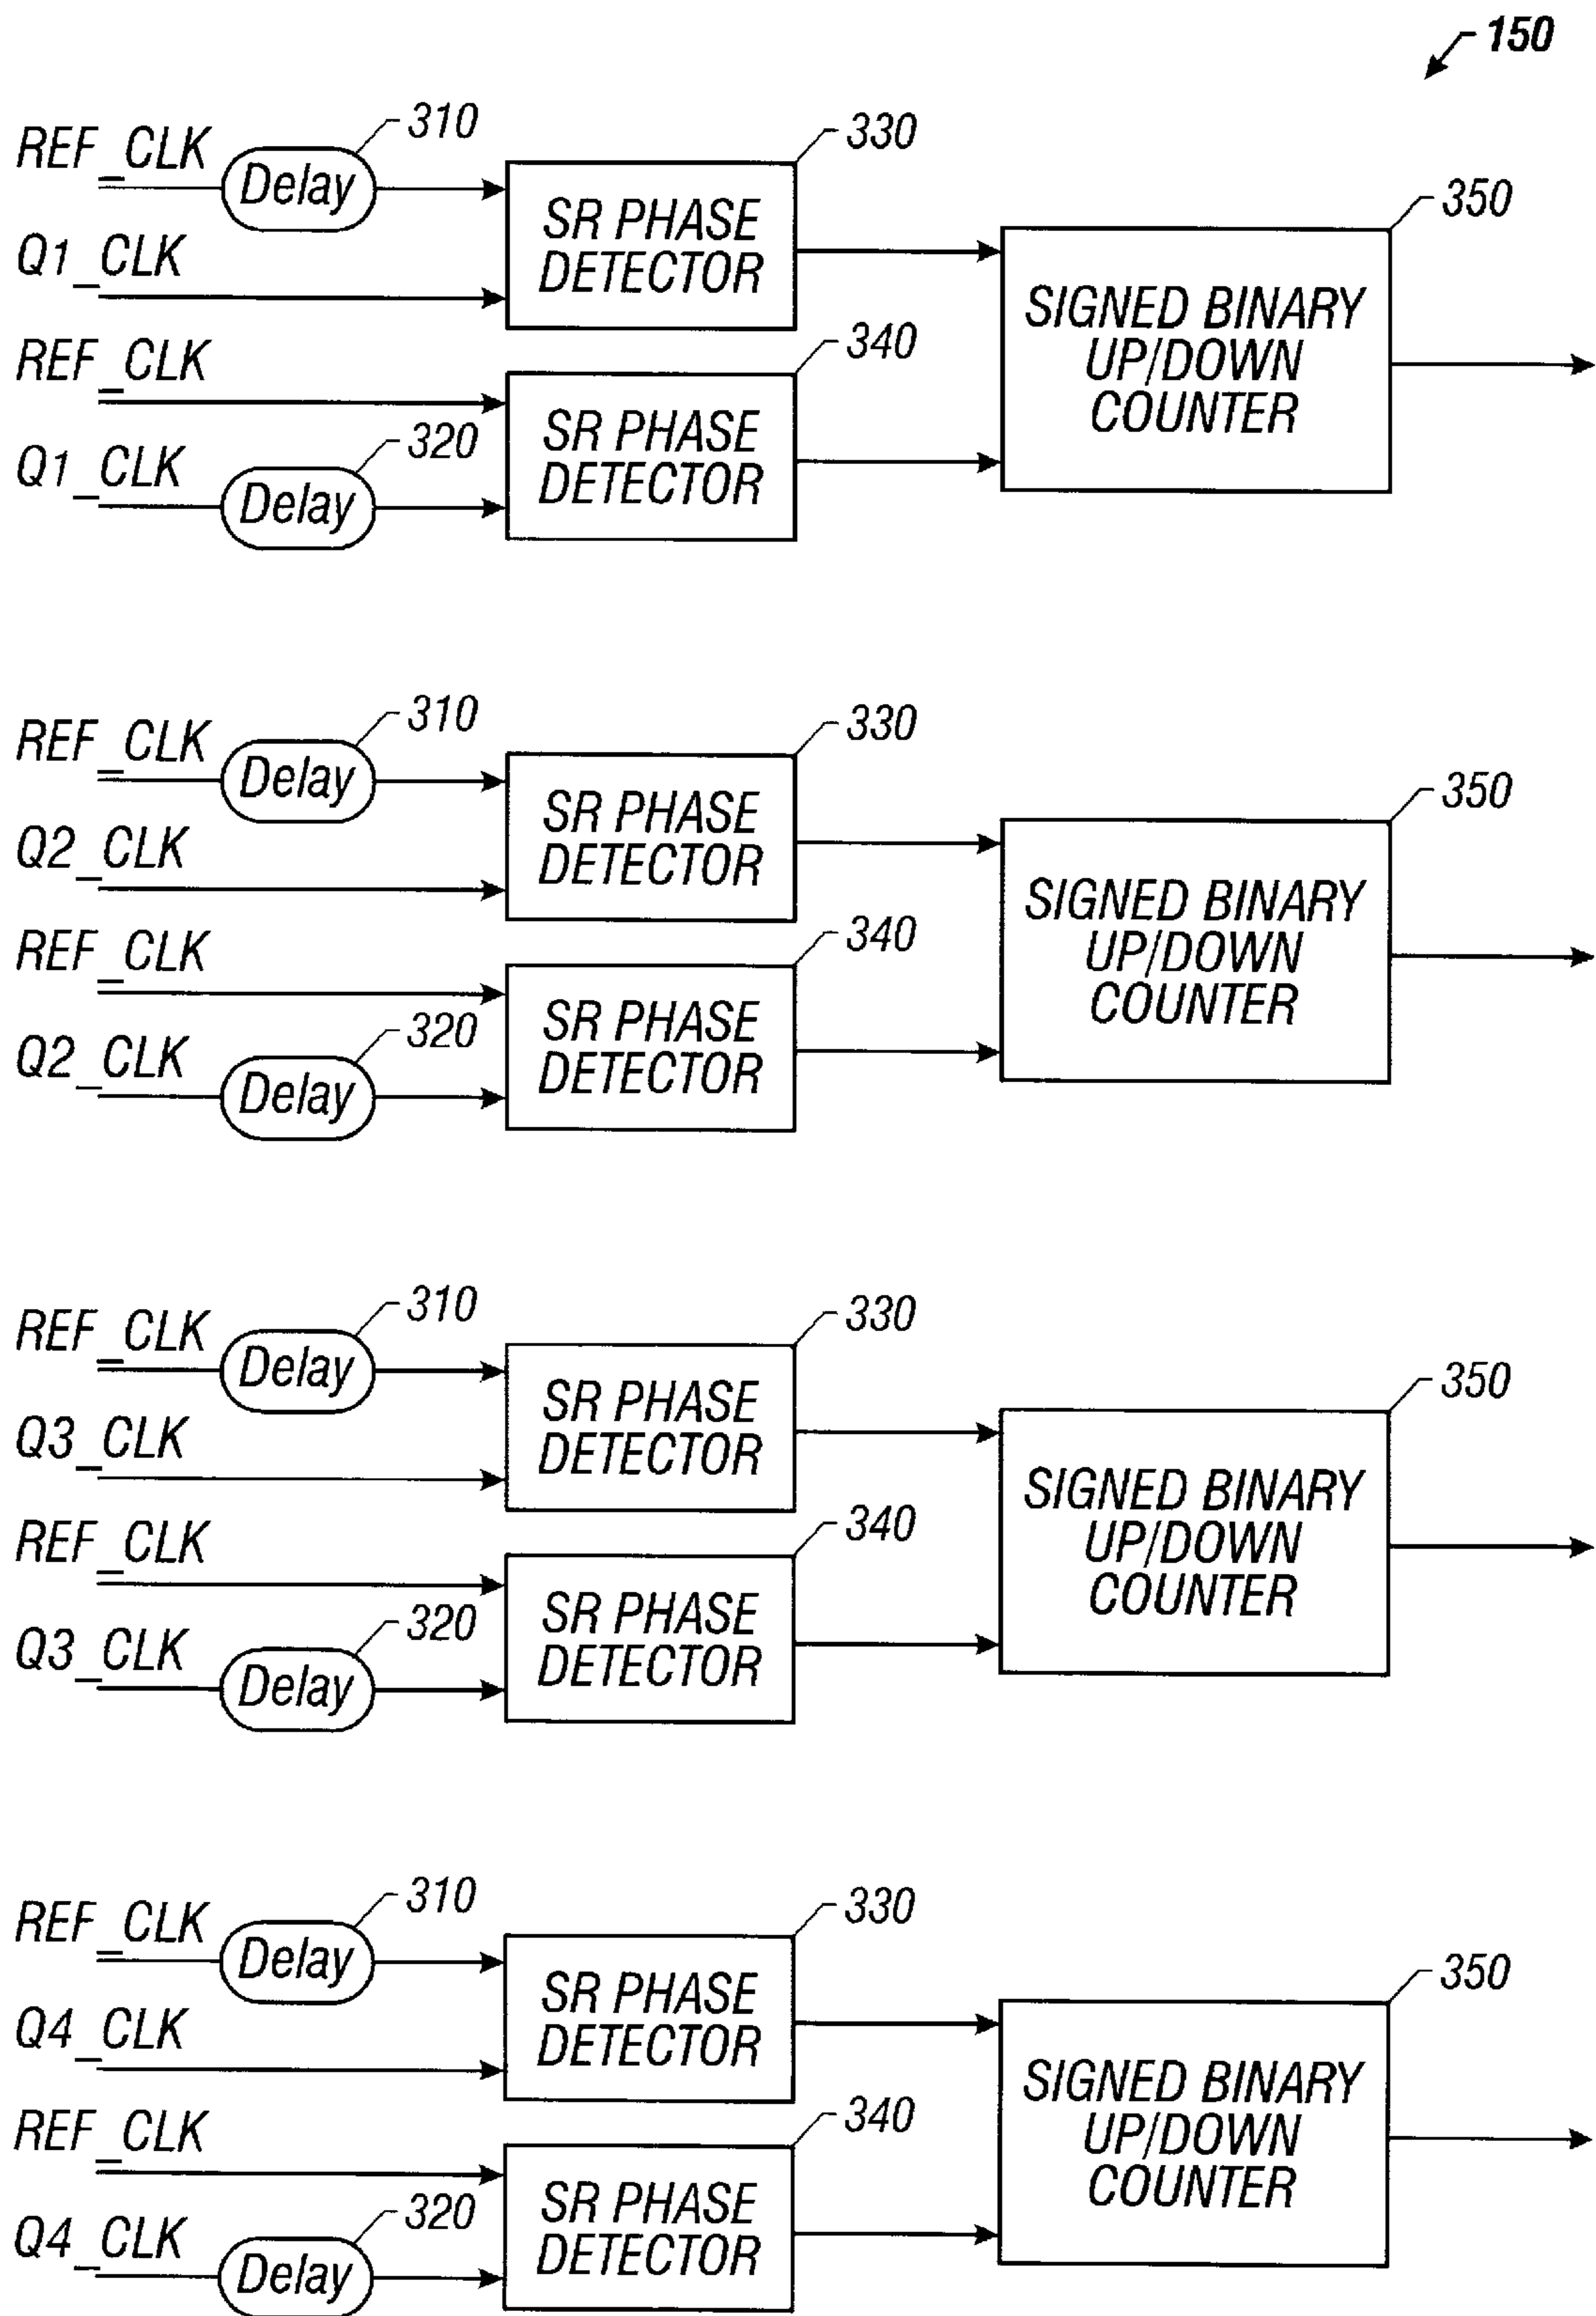 150
REF_CLK
Delay
310
Q1_CLK
SR PHASE
DETECTOR
330
REF_CLK
Q1_CLK
Delay
320
SR PHASE
DETECTOR
340
SIGNED BINARY
UP/DOWN
COUNTER
350
REF_CLK
Delay
310
Q2_CLK
SR PHASE
DETECTOR
330
REF_CLK
Q2_CLK
Delay
320
SR PHASE
DETECTOR
340
SIGNED BINARY
UP/DOWN
COUNTER
350
REF_CLK
Delay
310
Q3_CLK
SR PHASE
DETECTOR
330
REF_CLK
Q3_CLK
Delay
320
SR PHASE
DETECTOR
340
SIGNED BINARY
UP/DOWN
COUNTER
350
REF_CLK
Delay
310
Q4_CLK
SR PHASE
DETECTOR
330
REF_CLK
Q4_CLK
Delay
320
SR PHASE
DETECTOR
340
SIGNED BINARY
UP/DOWN
COUNTER
350